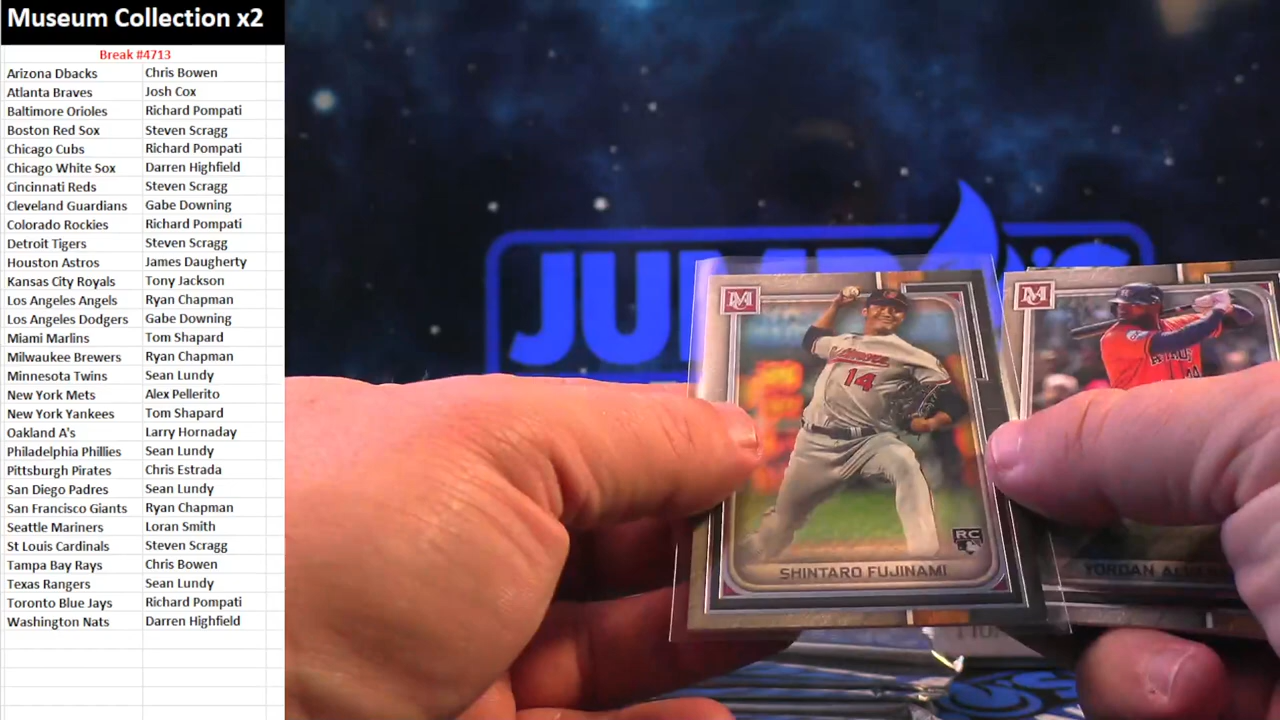 Museum Collection x2
Break #4713
Arizona Dbacks Chris Bowen
Atlanta Braves Josh Cox
Baltimore Orioles Richard Pompati
Boston Red Sox Steven Scragg
Chicago Cubs Richard Pompati
Chicago White Sox Darren Highfield
Cincinnati Reds Steven Scragg
Cleveland Guardians Gabe Downing
Colorado Rockies Richard Pompati
Detroit Tigers Steven Scragg
Houston Astros James Daugherty
Kansas City Royals Tony Jackson
Los Angeles Angels Ryan Chapman
Los Angeles Dodgers Gabe Downing
Miami Marlins Tom Shapard
Milwaukee Brewers Ryan Chapman
Minnesota Twins Sean Lundy
New York Mets Alex Pellerito
New York Yankees Tom Shapard
Oakland A's Larry Hornaday
Philadelphia Phillies Sean Lundy
Pittsburgh Pirates Chris Estrada
San Diego Padres Sean Lundy
San Francisco Giants Ryan Chapman
Seattle Mariners Loran Smith
St Louis Cardinals Steven Scragg
Tampa Bay Rays Chris Bowen
Texas Rangers Sean Lundy
Toronto Blue Jays Richard Pompati
Washington Nats Darren Highfield
M
M
14
RC
SHINTARO FUJINAMI
YORDAN